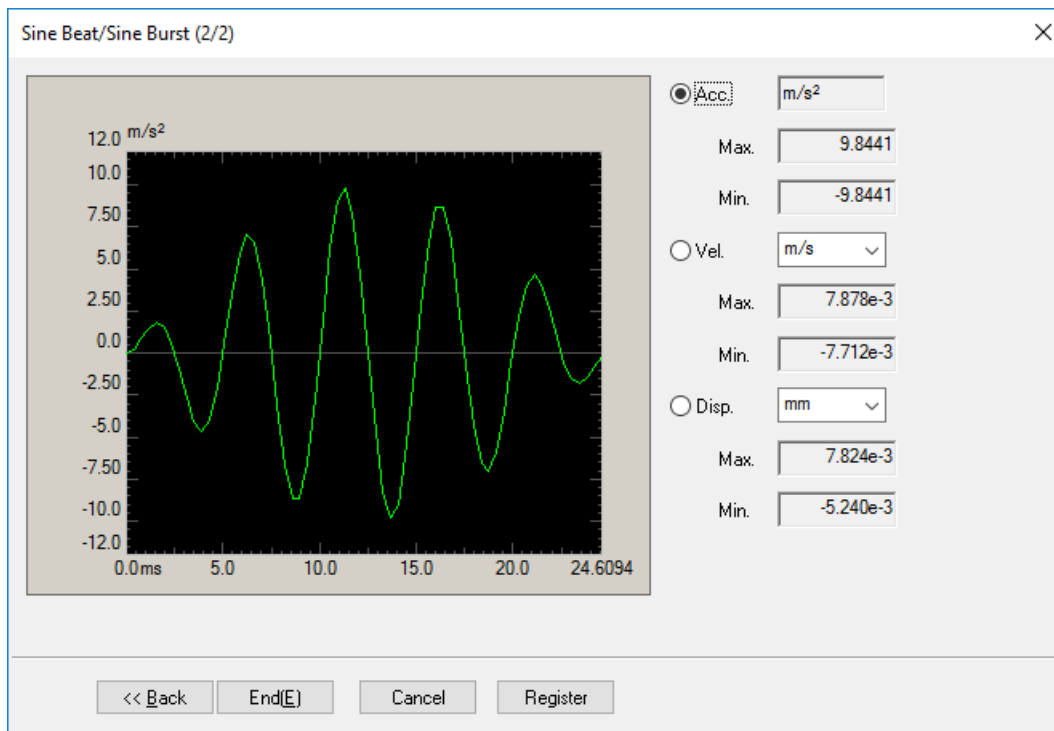 Sine Beat/Sine Burst (2/2)
m/s²
12.0
10.0
7.50
5.0
2.50
0.0
-2.50
-5.0
-7.50
-10.0
-12.0
0.0ms 5.0 10.0 15.0 20.0 24.6094
Acc. m/s²
Max. 9.8441
Min. -9.8441
Vel. m/s
Max. 7.878e-3
Min. -7.712e-3
Disp. mm
Max. 7.824e-3
Min. -5.240e-3
<< Back End(E) Cancel Register